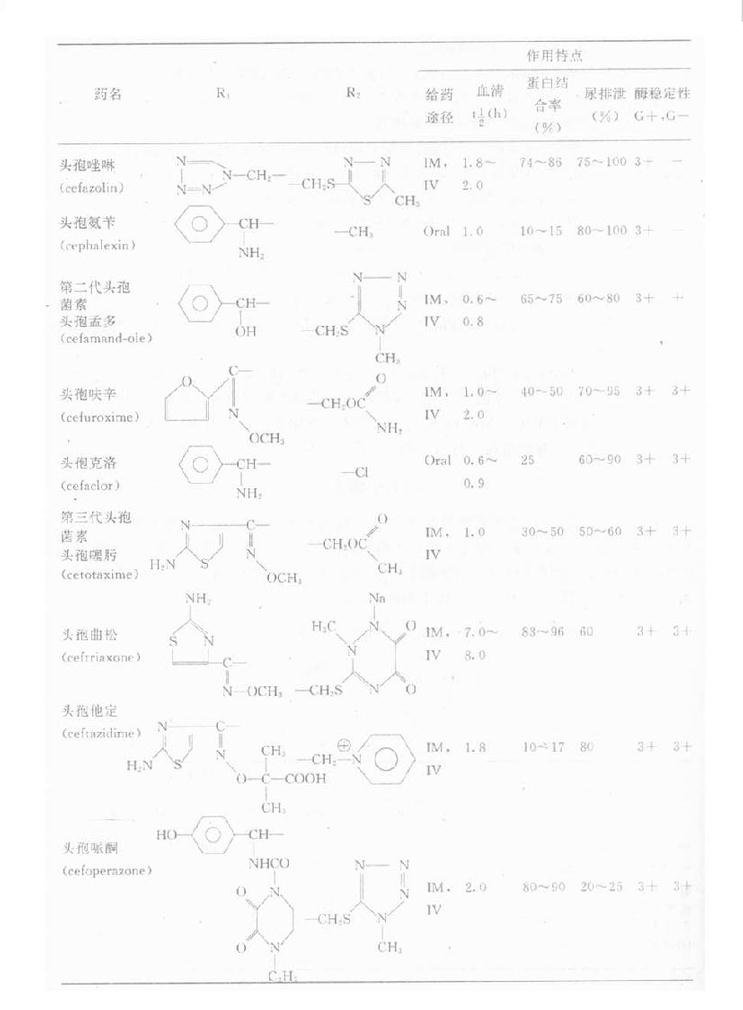 作用特点
药名 R₁ R₂ 给药 血清 蛋白结 尿排泄 酶稳定性
途径 t½(h) 合率 (%) G+,G-
(%)
头孢唑啉 IM, 1.8~ 74~86 75~100 3+ -
(cefazolin) IV 2.0
N N N N N-CH₂- -CH₂S N N S CH₃
头孢氨苄
(cephalexin) Oral 1.0 10~15 80~100 3+ -
CH- NH₂ -CH₃
第二代头孢
菌素
头孢孟多 IM, 0.6~ 65~75 60~80 3+ +
(cefamand-ole) IV 0.8
CH- OH -CH₂S N N N N CH₃
头孢呋辛 IM, 1.0~ 40~50 70~95 3+ 3+
(cefuroxime) IV 2.0
O C- N OCH₃ -CH₂OC O NH₂
头孢克洛 Oral 0.6~ 25 60~90 3+ 3+
(cefaclor) 0.9
CH- NH₂ -Cl
第三代头孢
菌素 IM, 1.0 30~50 50~60 3+ 3+
头孢噻肟 IV
(cetotaxime)
N C- H₂N S N OCH₃ -CH₂OC O CH₃
头孢曲松 IM, 7.0~ 83~96 60 3+ 3+
(ceftriaxone) IV 8.0
NH₂ S N C- N-OCH₃ Na H₃C N N O -CH₂S N O
头孢他定
(ceftazidime) IM, 1.8 10~17 80 3+ 3+
IV
N C- H₂N S N O-C-COOH CH₃ CH₃ -CH₂-N ⊕
头孢哌酮
(cefoperazone) IM, 2.0 80~90 20~25 3+ 3+
IV
HO- CH- NHCO O N O N C₂H₅ -CH₂S N N N N CH₃